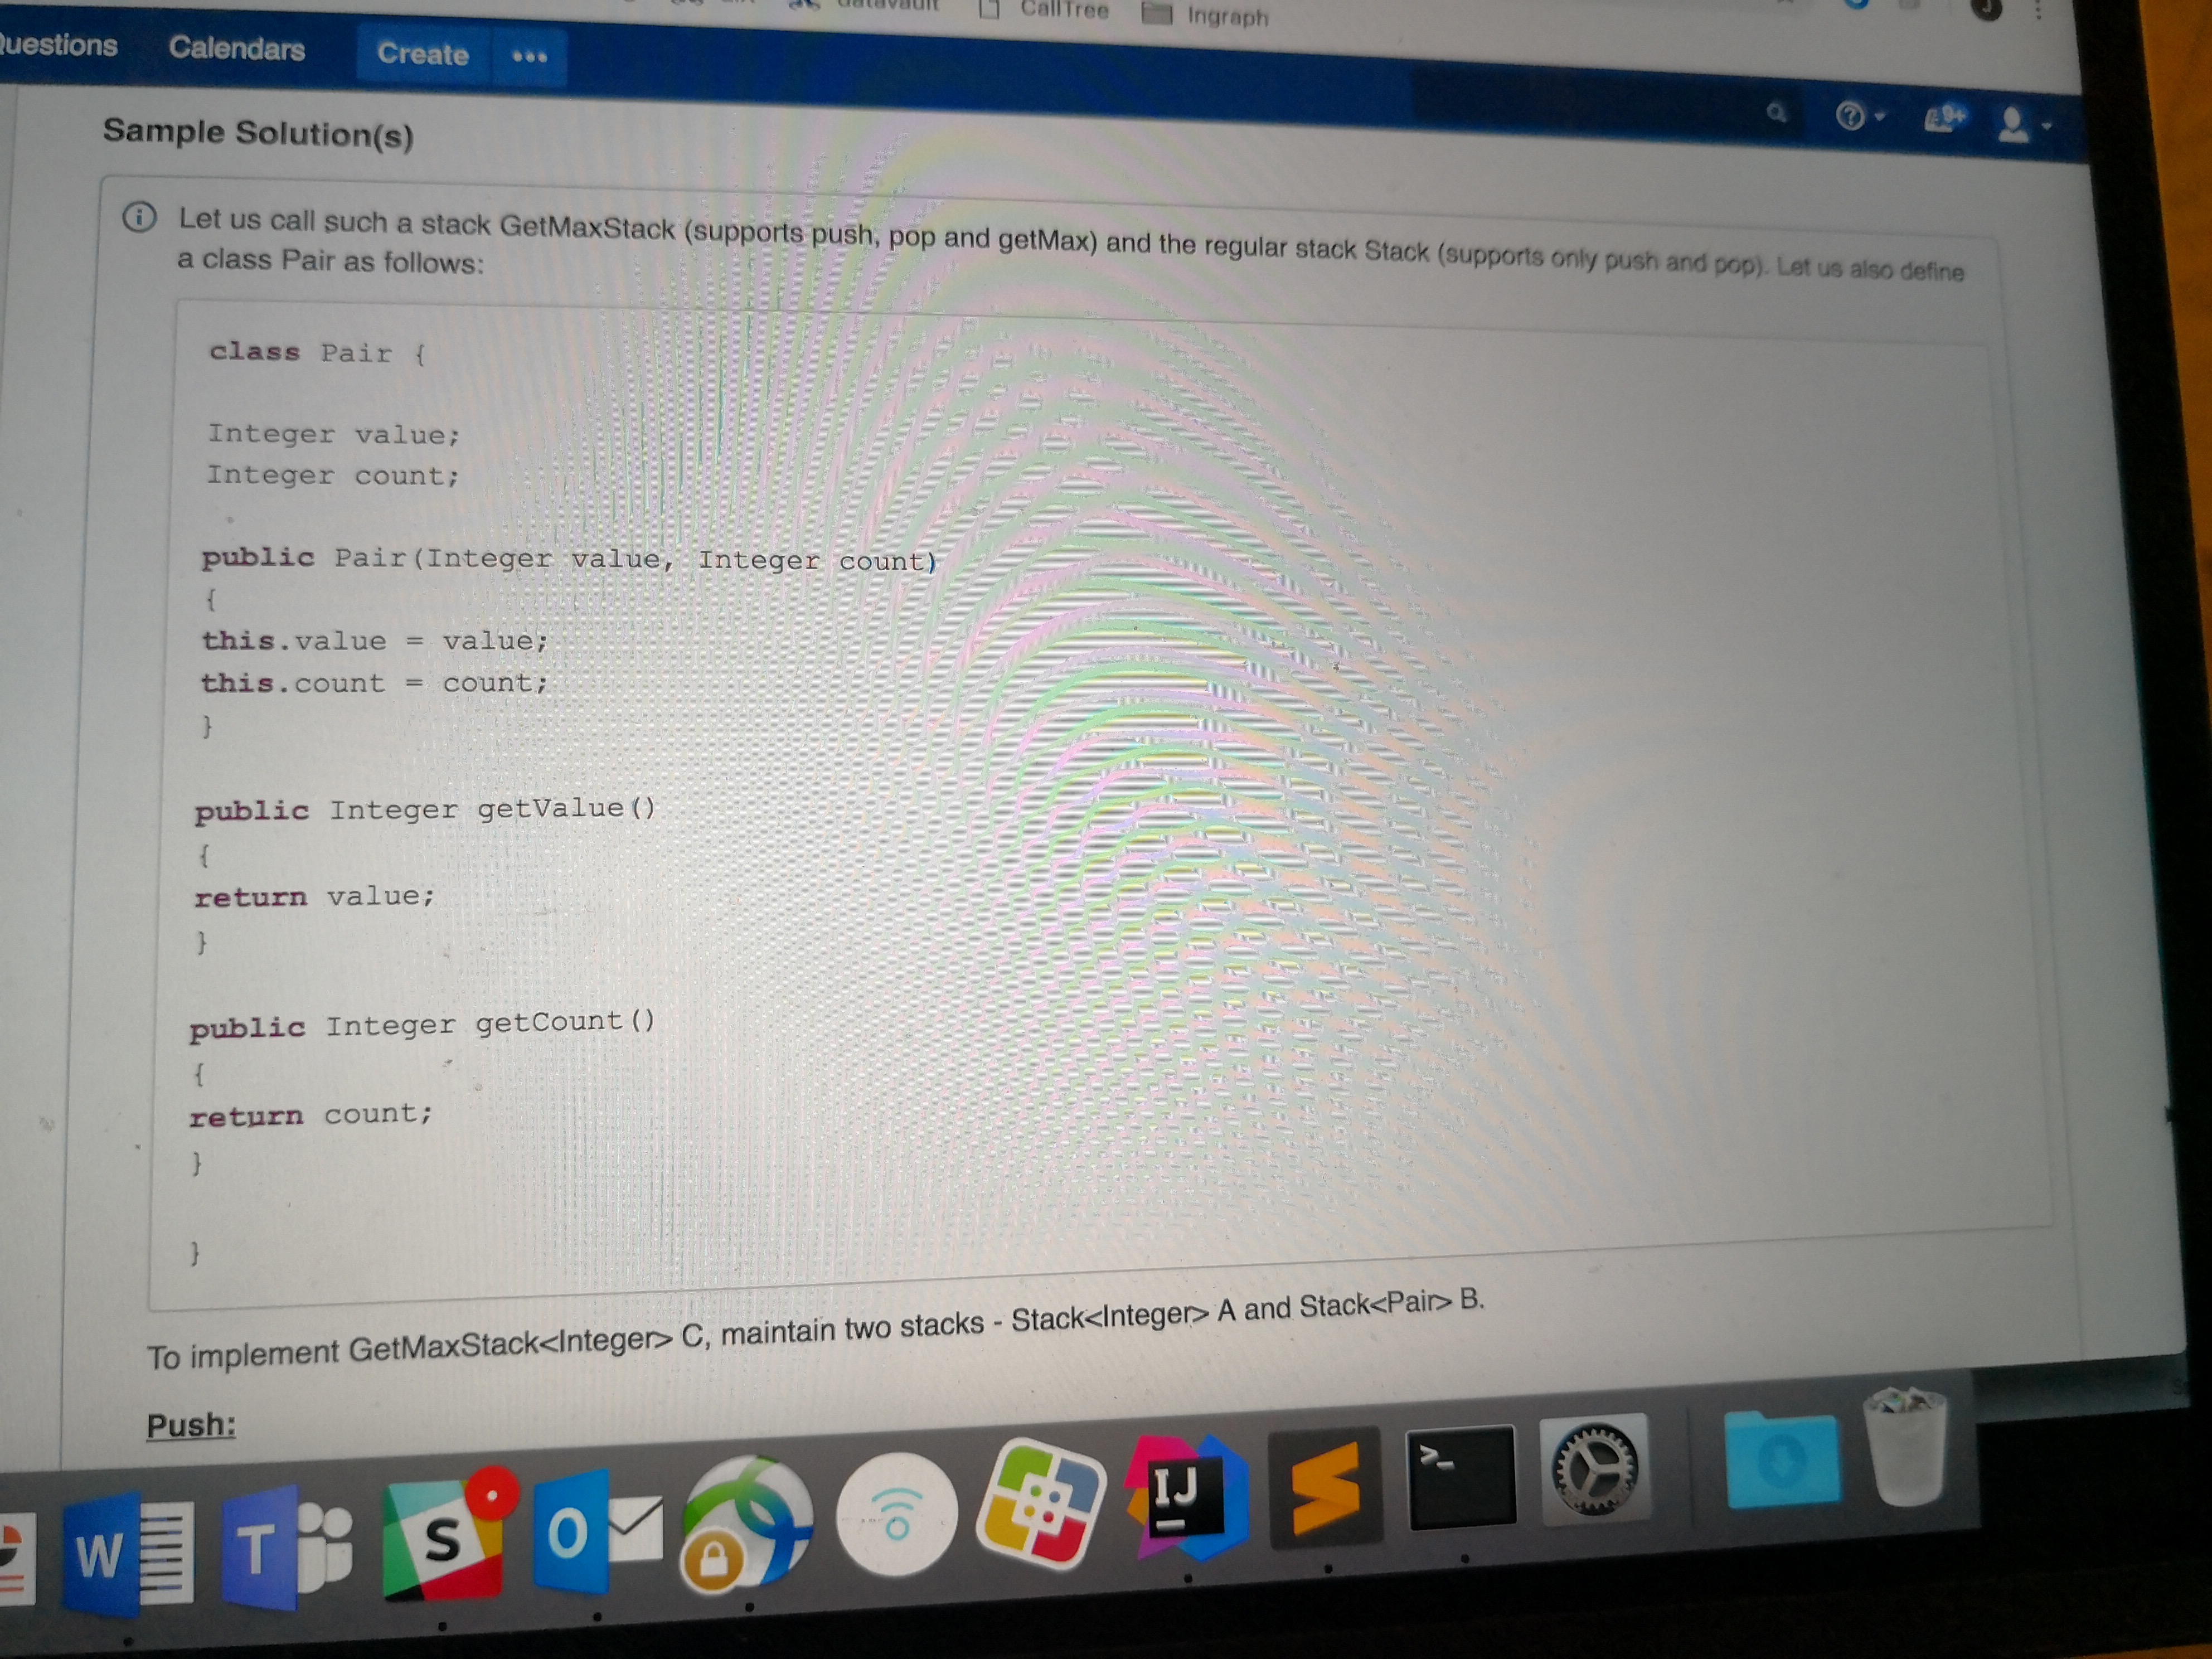 CallTree Ingraph
Calendars Create
9+
Sample Solution(s)
Let us call such a stack GetMaxStack (supports push, pop and getMax) and the regular stack Stack (supports only push and pop). Let us also define
a class Pair as follows:
class Pair {
Integer value;
Integer count;
public Pair(Integer value, Integer count)
{
this.value = value;
this.count = count;
}
public Integer getValue()
{
return value;
}
public Integer getCount()
{
return count;
}
}
To implement GetMaxStack<Integer> C, maintain two stacks - Stack<Integer> A and Stack<Pair> B.
Push:
W T S O IJ S >_